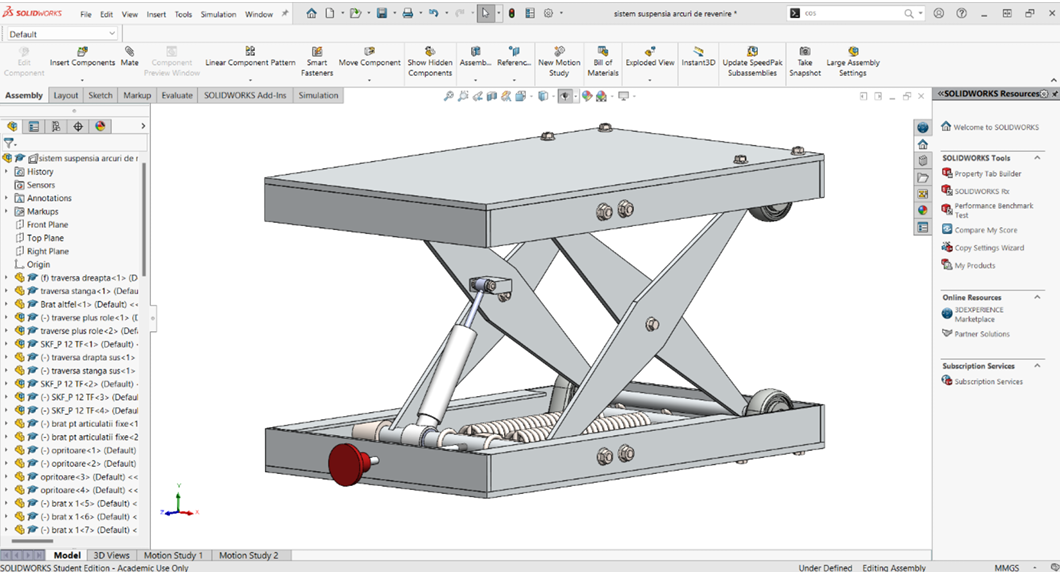 SOLIDWORKS File Edit View Insert Tools Simulation Window sistem suspensia arcuri de revenire * cos
Default
Edit Component
Insert Components
Mate
Component Preview Window
Linear Component Pattern
Smart Fasteners
Move Component
Show Hidden Components
Assemb...
Referenc...
New Motion Study
Bill of Materials
Exploded View
Instant3D
Update SpeedPak Subassemblies
Take Snapshot
Large Assembly Settings
Assembly Layout Sketch Markup Evaluate SOLIDWORKS Add-Ins Simulation
sistem suspensia arcuri de r
History
Sensors
Annotations
Markups
Front Plane
Top Plane
Right Plane
Origin
(f) traversa dreapta<1> (D
traversa stanga<1> (Defau
Brat altfel<1> (Default) <<
(-) traverse plus role<1> (D
traverse plus role<2> (Defa
SKF_P 12 TF<1> (Default)
(-) traversa drapta sus<1>
(-) traversa stanga sus<1>
SKF_P 12 TF<2> (Default)
(-) SKF_P 12 TF<3> (Defaul
(-) SKF_P 12 TF<4> (Defaul
(-) brat pt articulatii fixe<1
(-) brat pt articulatii fixe<2
(-) opritoare<1> (Default)
(-) opritoare<2> (Default)
opritoare<3> (Default) <<
opritoare<4> (Default) <<
(-) brat x 1<5> (Default) <
(-) brat x 1<6> (Default) <
(-) brat x 1<7> (Default) <
Y
Z X
SOLIDWORKS Resources
Welcome to SOLIDWORKS
SOLIDWORKS Tools
Property Tab Builder
SOLIDWORKS Rx
Performance Benchmark
Test
Compare My Score
Copy Settings Wizard
My Products
Online Resources
3DEXPERIENCE
Marketplace
Partner Solutions
Subscription Services
Subscription Services
Model 3D Views Motion Study 1 Motion Study 2
SOLIDWORKS Student Edition - Academic Use Only Under Defined Editing Assembly MMGS